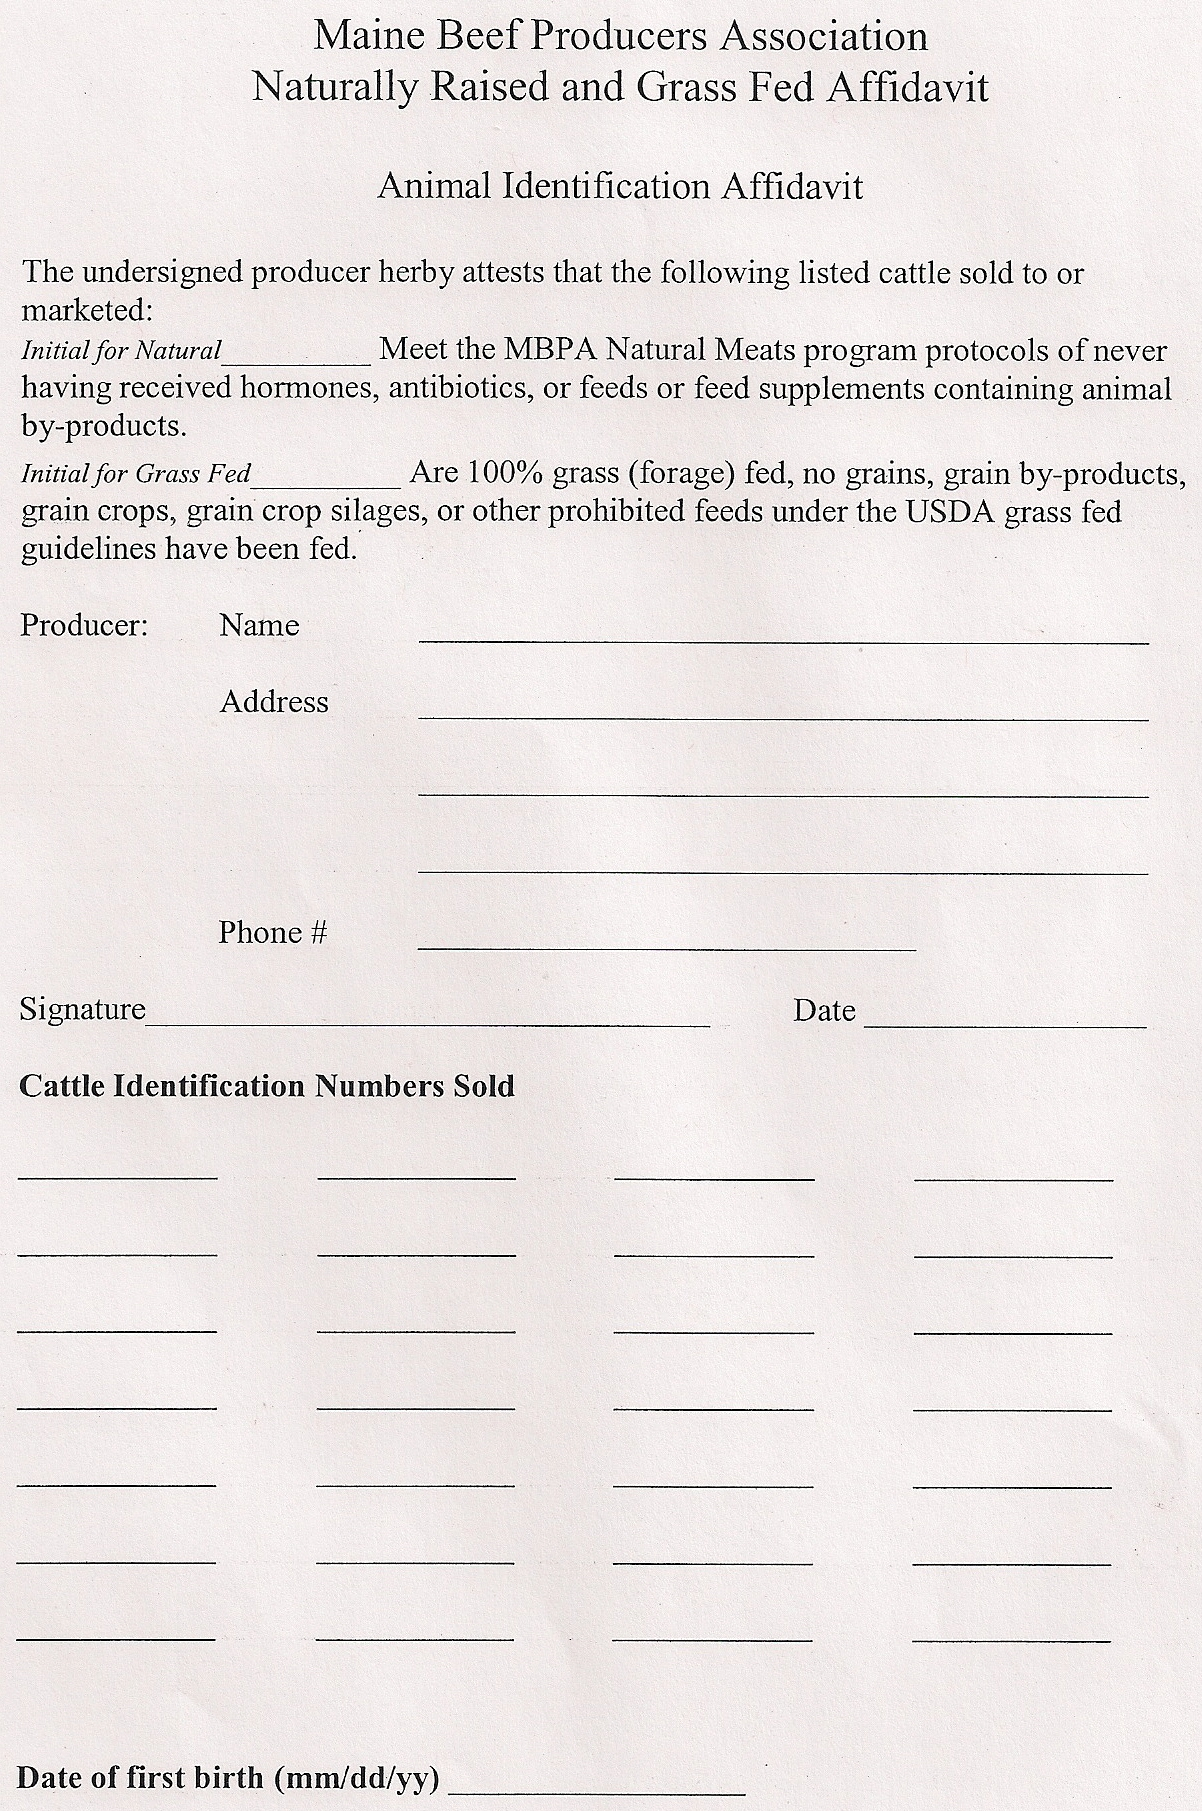 Maine Beef Producers Association
Naturally Raised and Grass Fed Affidavit
Animal Identification Affidavit
The undersigned producer herby attests that the following listed cattle sold to or
marketed:
Initial for Natural__________ Meet the MBPA Natural Meats program protocols of never
having received hormones, antibiotics, or feeds or feed supplements containing animal
by-products.
Initial for Grass Fed__________ Are 100% grass (forage) fed, no grains, grain by-products,
grain crops, grain crop silages, or other prohibited feeds under the USDA grass fed
guidelines have been fed.
Producer: Name
Address
Phone #
Signature Date
Cattle Identification Numbers Sold
Date of first birth (mm/dd/yy)